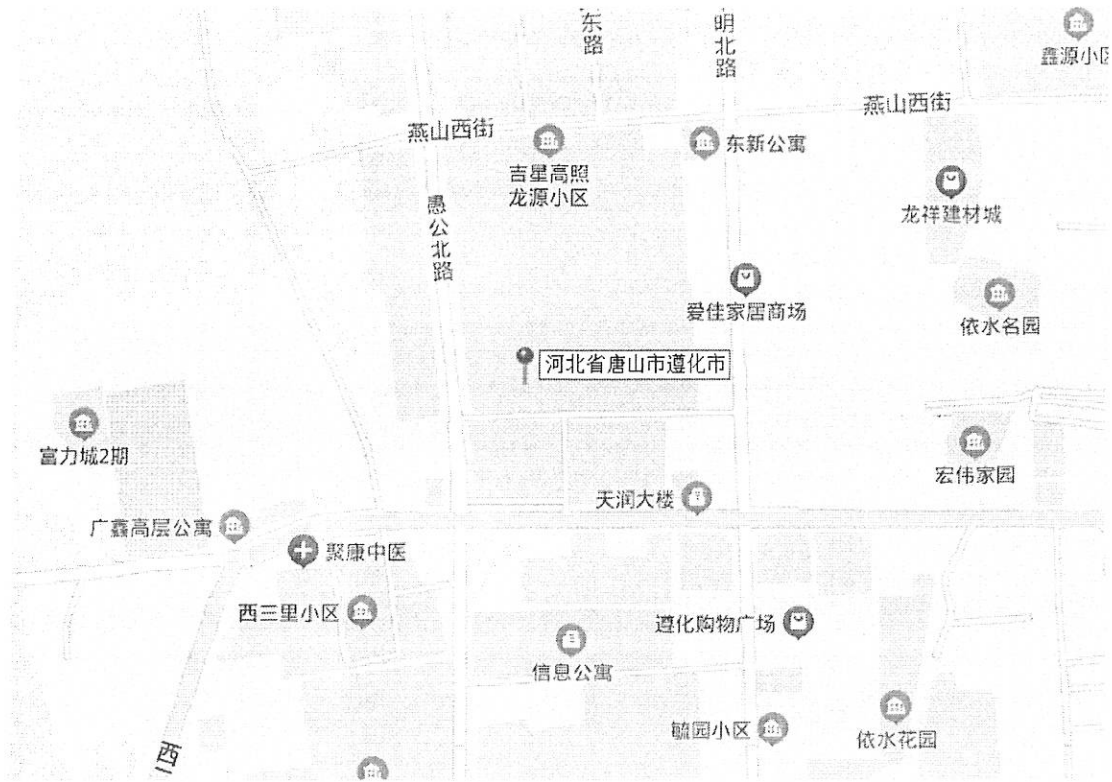 东路
明北路
鑫源小区
燕山西街
燕山西街
吉星高照
龙源小区
东新公寓
龙祥建材城
愚公北路
爱佳家居商场
依水名园
河北省唐山市遵化市
富力城2期
宏伟家园
天润大楼
广鑫高层公寓
聚康中医
西三里小区
遵化购物广场
信息公寓
毓园小区
依水花园
西